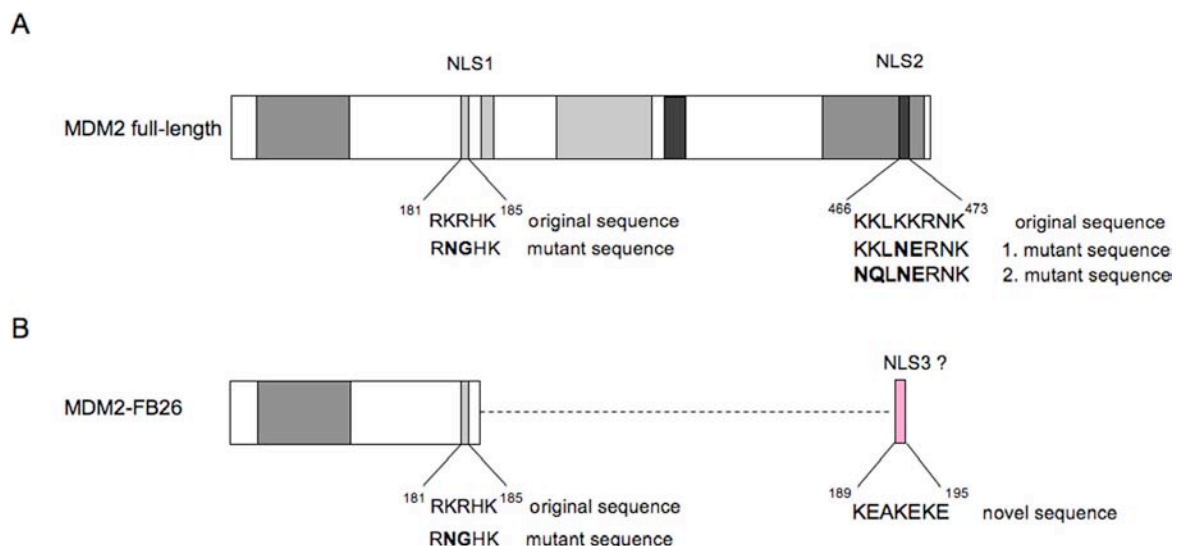 A
NLS1
NLS2
MDM2 full-length
181 RKRHK 185 original sequence
RNGHK mutant sequence
466 KKLKKRNK 473 original sequence
KKLNERNK 1. mutant sequence
NQLNERNK 2. mutant sequence
B
NLS3 ?
MDM2-FB26
181 RKRHK 185 original sequence
RNGHK mutant sequence
189 KEAKEKE 195 novel sequence